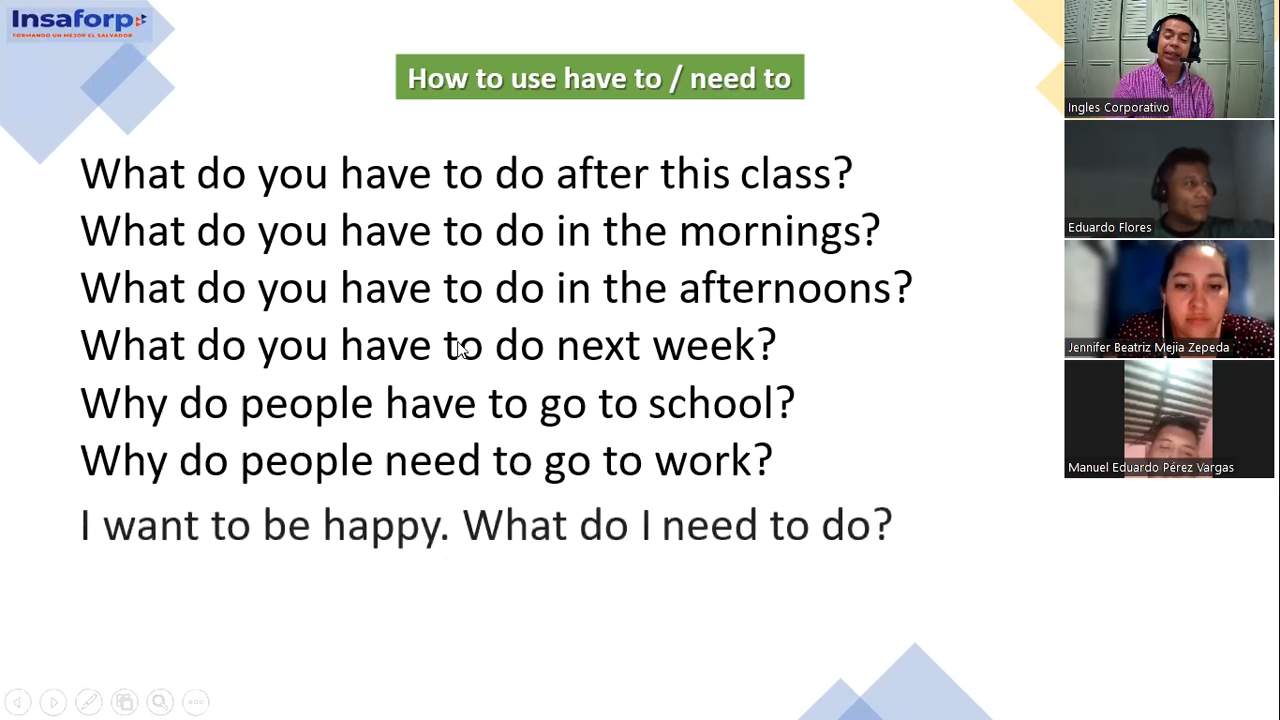 Insaforp
FORMANDO UN MEJOR EL SALVADOR
How to use have to / need to
What do you have to do after this class?
What do you have to do in the mornings?
What do you have to do in the afternoons?
What do you have to do next week?
Why do people have to go to school?
Why do people need to go to work?
I want to be happy. What do I need to do?
Ingles Corporativo
Eduardo Flores
Jennifer Beatriz Mejia Zepeda
Manuel Eduardo Pérez Vargas